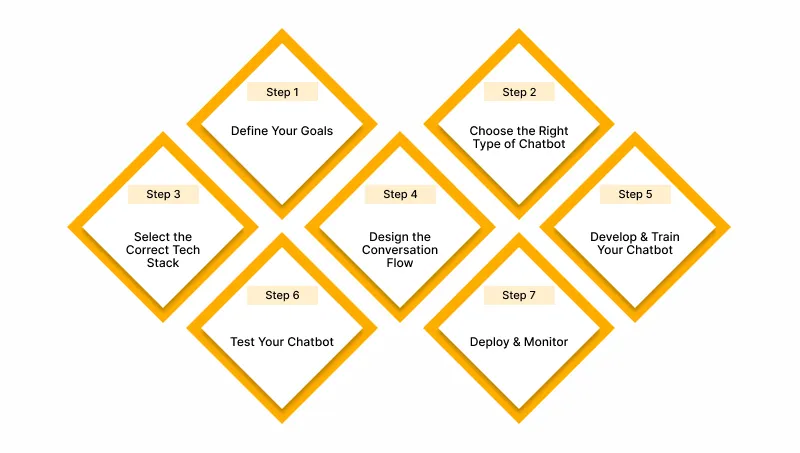 Step 1
Define Your Goals
Step 2
Choose the Right
Type of Chatbot
Step 3
Select the
Correct Tech
Stack
Step 4
Design the
Conversation
Flow
Step 5
Develop & Train
Your Chatbot
Step 6
Test Your Chatbot
Step 7
Deploy & Monitor